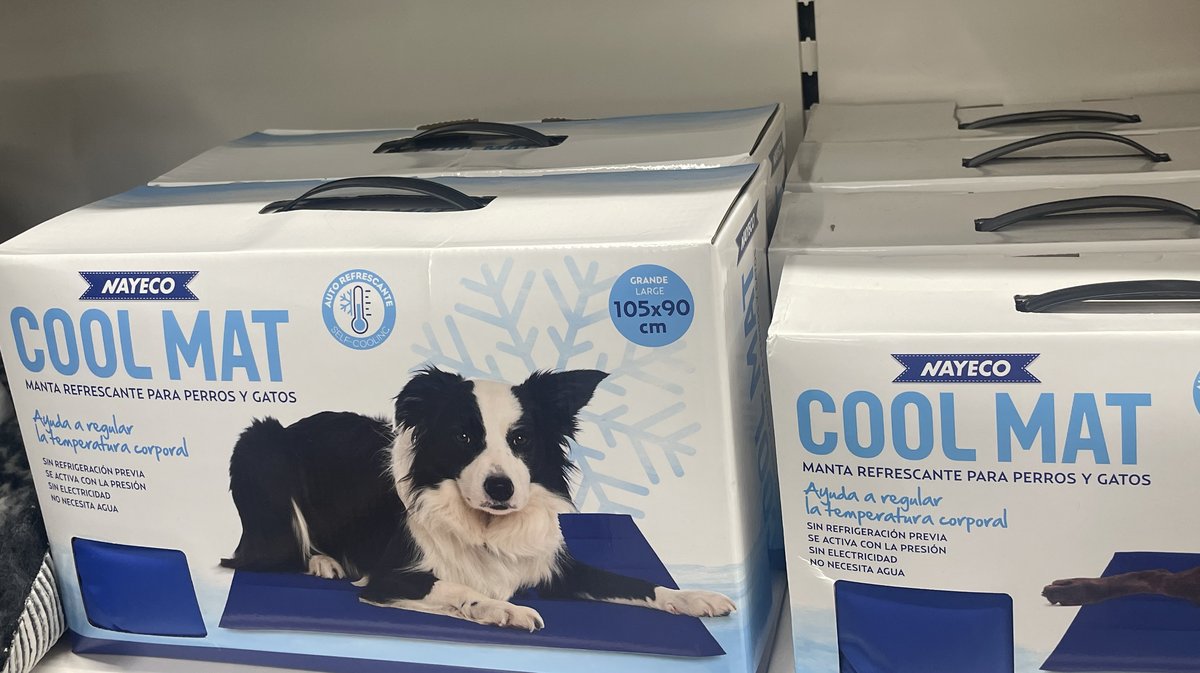 NAYECO
COOL MAT
MANTA REFRESCANTE PARA PERROS Y GATOS
Ayuda a regular
la temperatura corporal
SIN REFRIGERACIÓN PREVIA
SE ACTIVA CON LA PRESIÓN
SIN ELECTRICIDAD
NO NECESITA AGUA
AUTO REFRESCANTE
SELF-COOLING
GRANDE
LARGE
105x90
cm
NAYECO
COOL MAT
MANTA REFRESCANTE PARA PERROS Y GATOS
Ayuda a regular
la temperatura corporal
SIN REFRIGERACIÓN PREVIA
SE ACTIVA CON LA PRESIÓN
SIN ELECTRICIDAD
NO NECESITA AGUA